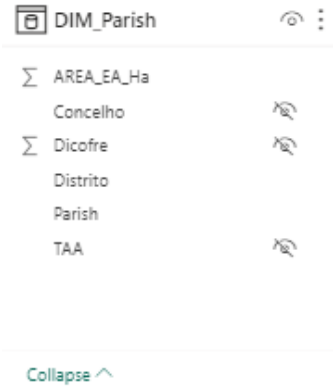 DIM_Parish
AREA_EA_Ha
Concelho
Dicofre
Distrito
Parish
TAA
Collapse